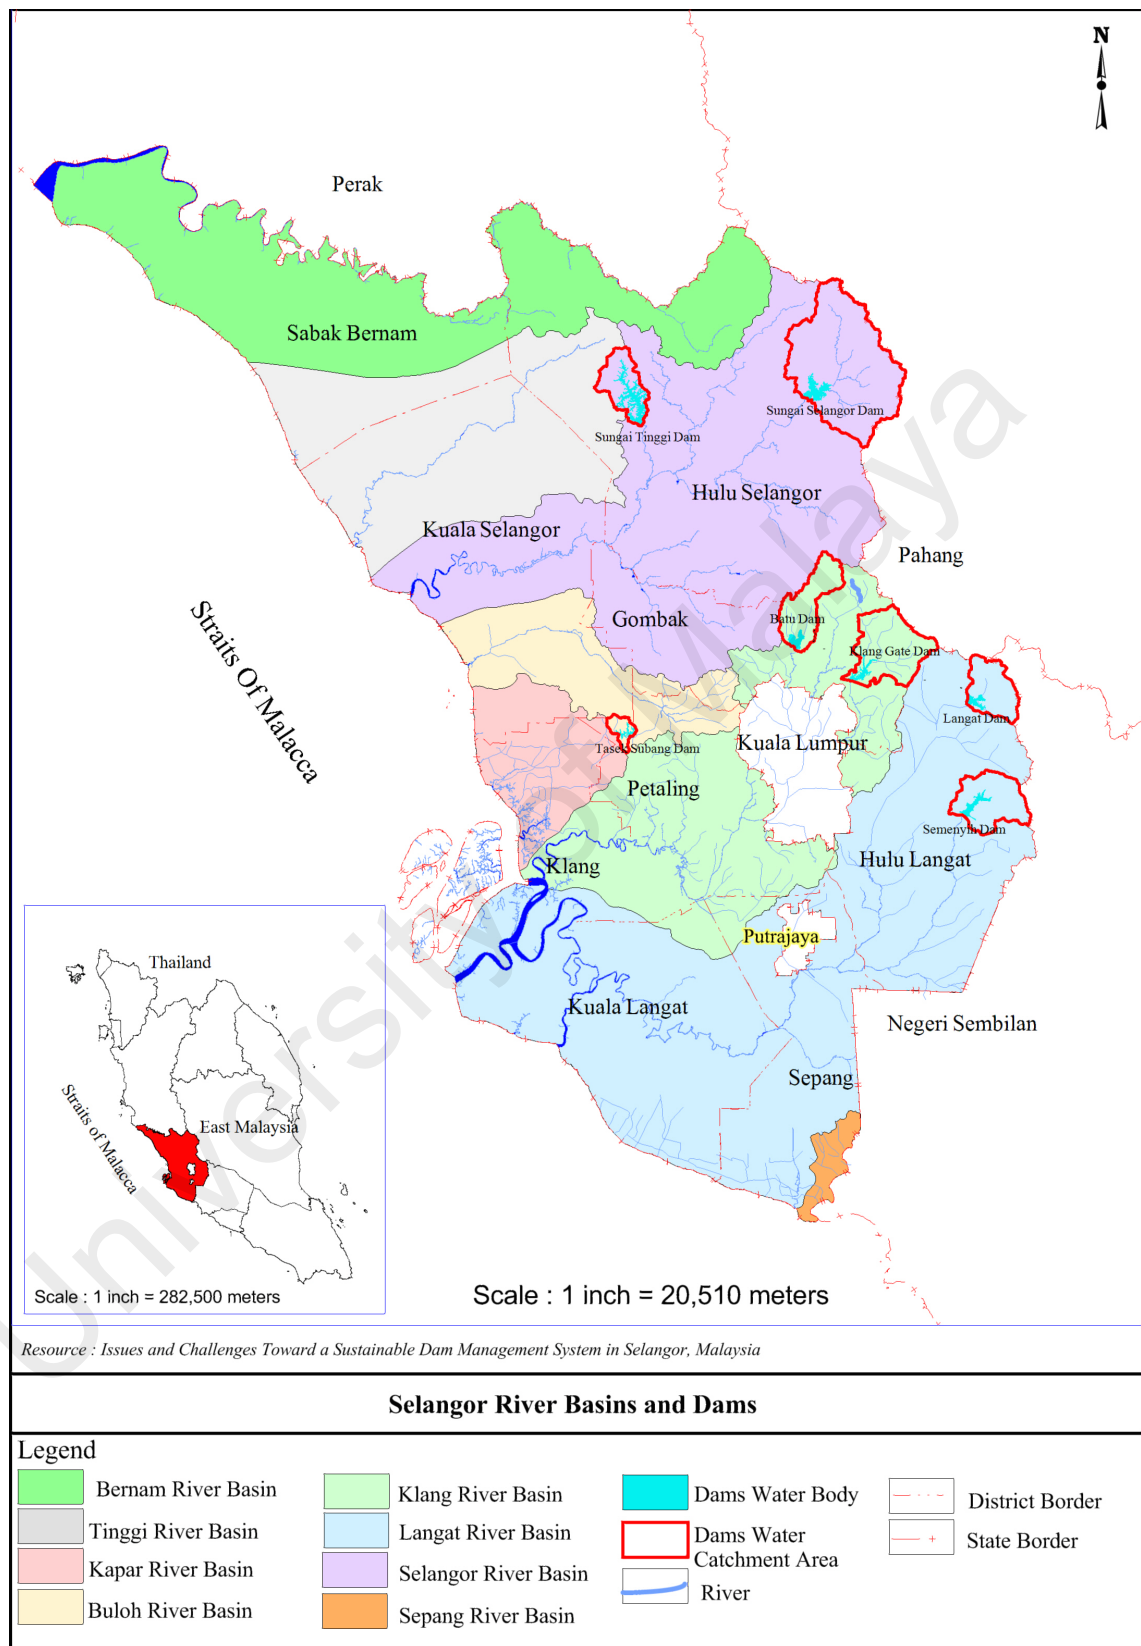 N
Perak
Sabak Bernam
Sungai Selangor Dam
Sungai Tinggi Dam
Hulu Selangor
Kuala Selangor
Pahang
Straits Of Malacca
Gombak
Batu Dam
Klang Gate Dam
Langat Dam
Kuala Lumpur
Tasek Subang Dam
Petaling
Semenyih Dam
Hulu Langat
Klang
Putrajaya
Kuala Langat
Negeri Sembilan
Sepang
Thailand
Straits of Malacca
East Malaysia
Scale : 1 inch = 282,500 meters
Scale : 1 inch = 20,510 meters
University of Malaya
Resource : Issues and Challenges Toward a Sustainable Dam Management System in Selangor, Malaysia
Selangor River Basins and Dams
Legend
Bernam River Basin
Tinggi River Basin
Kapar River Basin
Buloh River Basin
Klang River Basin
Langat River Basin
Selangor River Basin
Sepang River Basin
Dams Water Body
Dams Water
Catchment Area
River
District Border
State Border